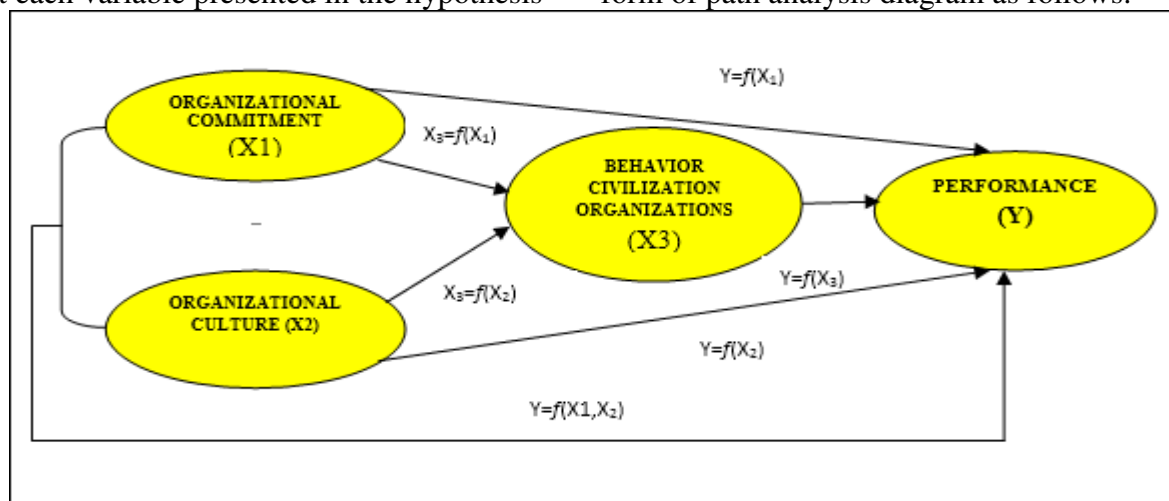 t each variable presented in the hypothesis form of path analysis diagram as follows:
Y=f(X₁)
ORGANIZATIONAL
COMMITMENT
(X1)
X₃=f(X₁)
BEHAVIOR
CIVILIZATION
ORGANIZATIONS
(X3)
PERFORMANCE
(Y)
–
ORGANIZATIONAL
CULTURE (X2)
X₃=f(X₂)
Y=f(X₃)
Y=f(X₂)
Y=f(X1,X₂)